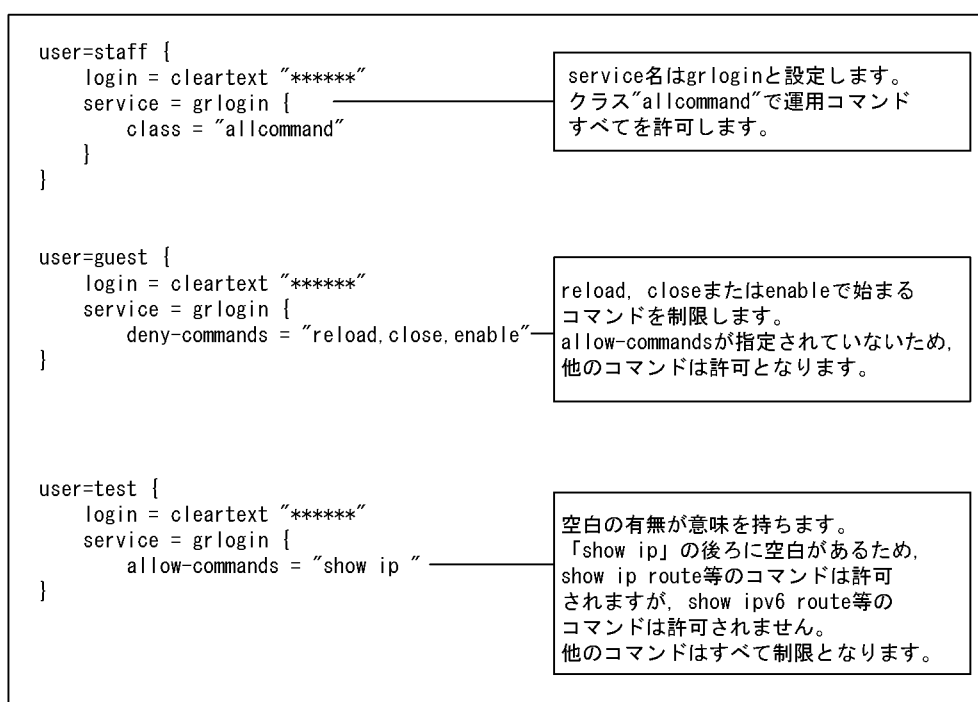 user=staff {
login = cleartext "******"
service = grlogin {
class = "allcommand"
}
}
service名はgrloginと設定します。
クラス"allcommand"で運用コマンド
すべてを許可します。
user=guest {
login = cleartext "******"
service = grlogin {
deny-commands = "reload,close,enable"
}
reload, closeまたはenableで始まる
コマンドを制限します。
allow-commandsが指定されていないため,
他のコマンドは許可となります。
user=test {
login = cleartext "******"
service = grlogin {
allow-commands = "show ip "
}
空白の有無が意味を持ちます。
「show ip」の後ろに空白があるため,
show ip route等のコマンドは許可
されますが, show ipv6 route等の
コマンドは許可されません。
他のコマンドはすべて制限となります。